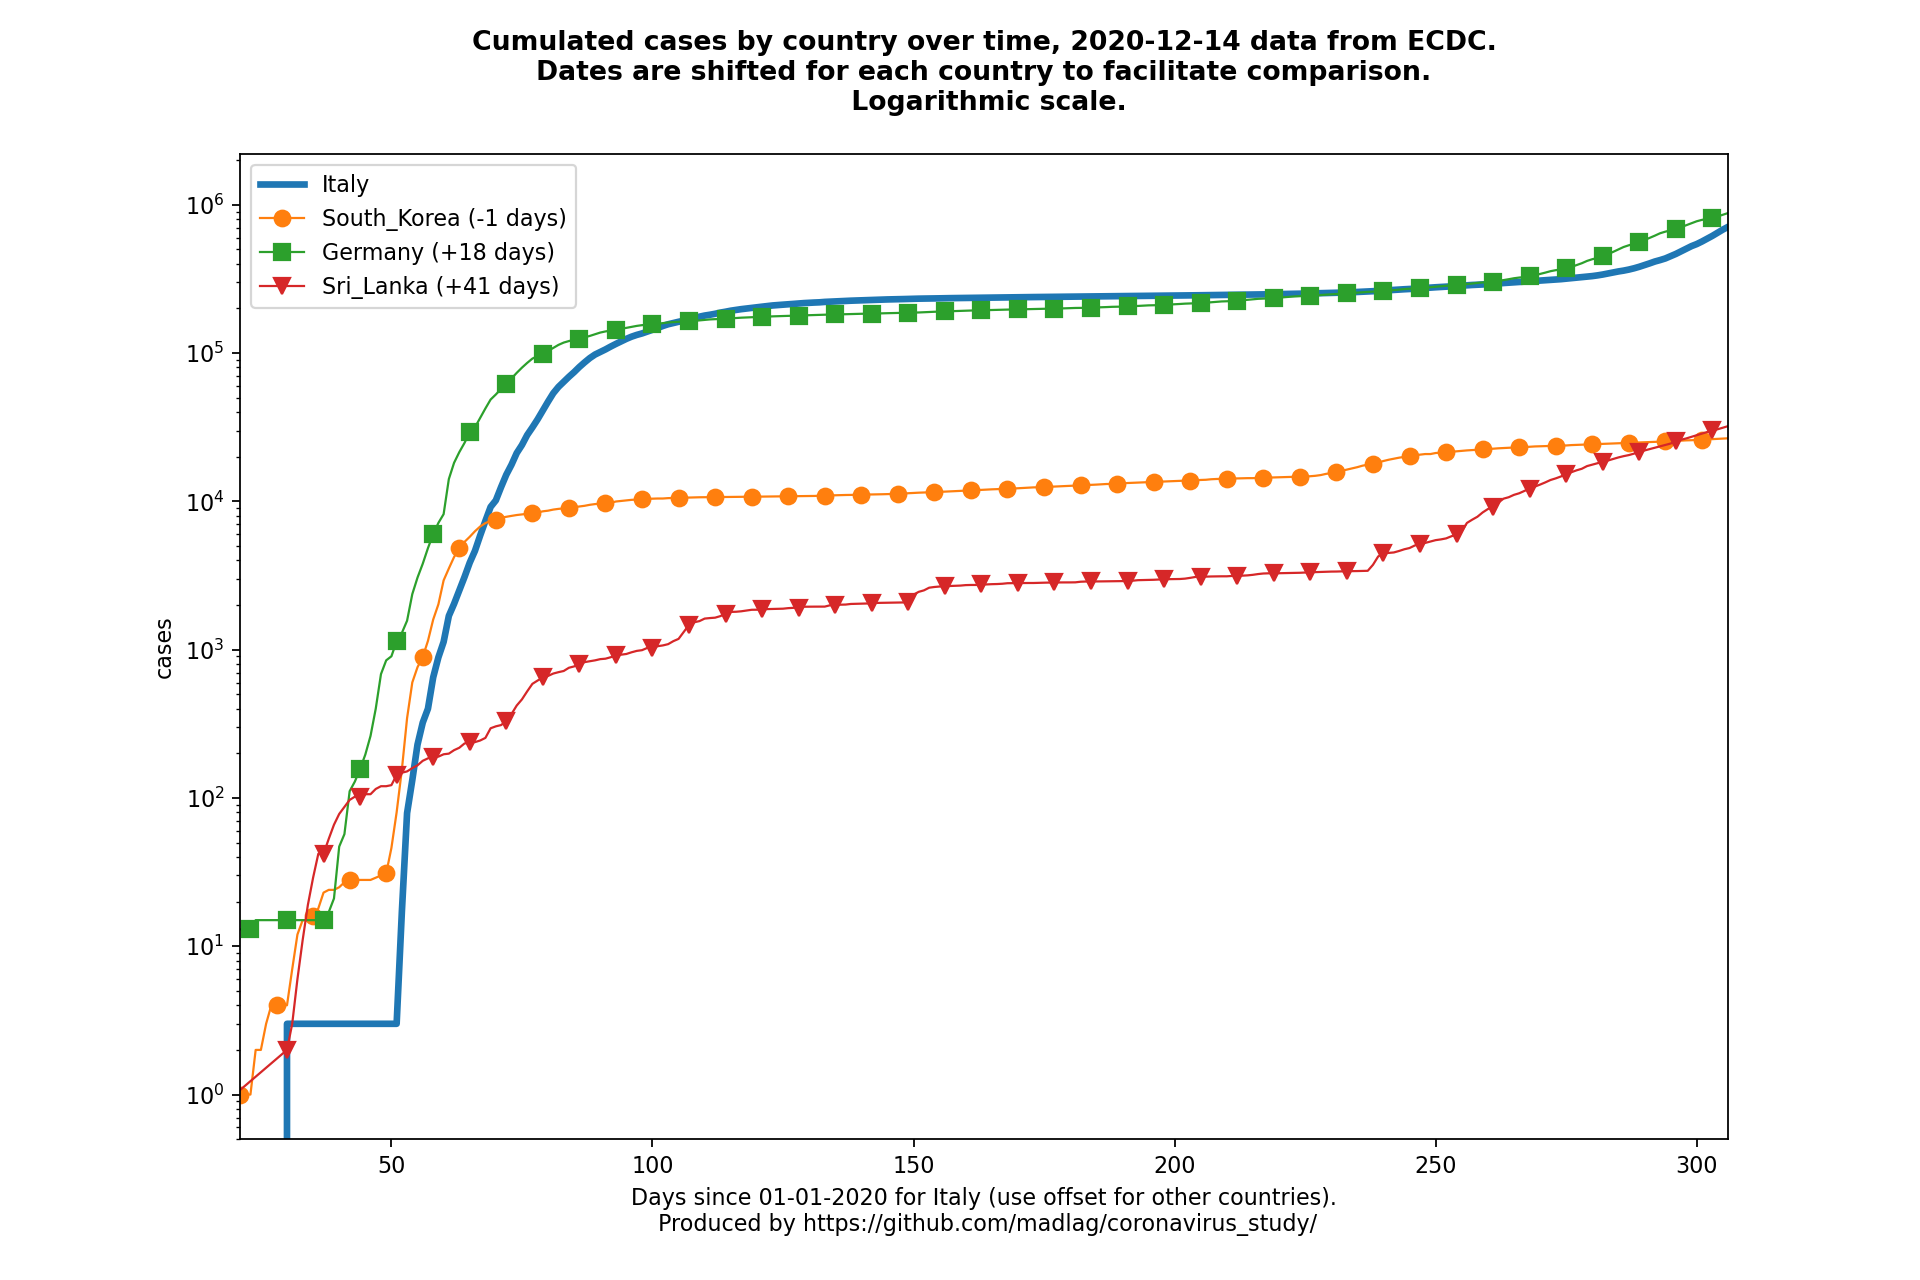 Cumulated cases by country over time, 2020-12-14 data from ECDC.
Dates are shifted for each country to facilitate comparison.
Logarithmic scale.
Italy
South_Korea (-1 days)
Germany (+18 days)
Sri_Lanka (+41 days)
10^6
10^5
10^4
10^3
10^2
10^1
10^0
cases
50 100 150 200 250 300
Days since 01-01-2020 for Italy (use offset for other countries).
Produced by https://github.com/madlag/coronavirus_study/